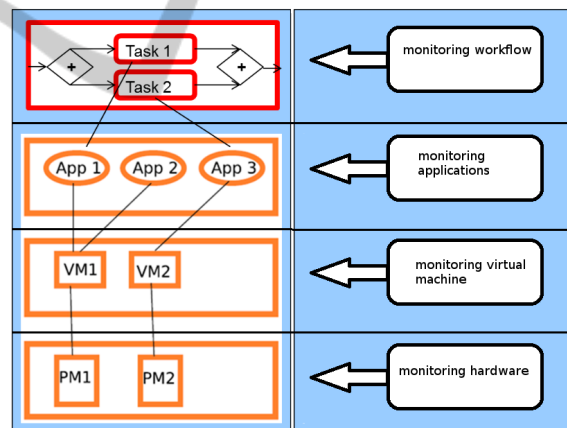 +
Task 1
+
Task 2
monitoring workflow
App 1
App 2
App 3
monitoring
applications
VM1
VM2
monitoring virtual
machine
PM1
PM2
monitoring hardware